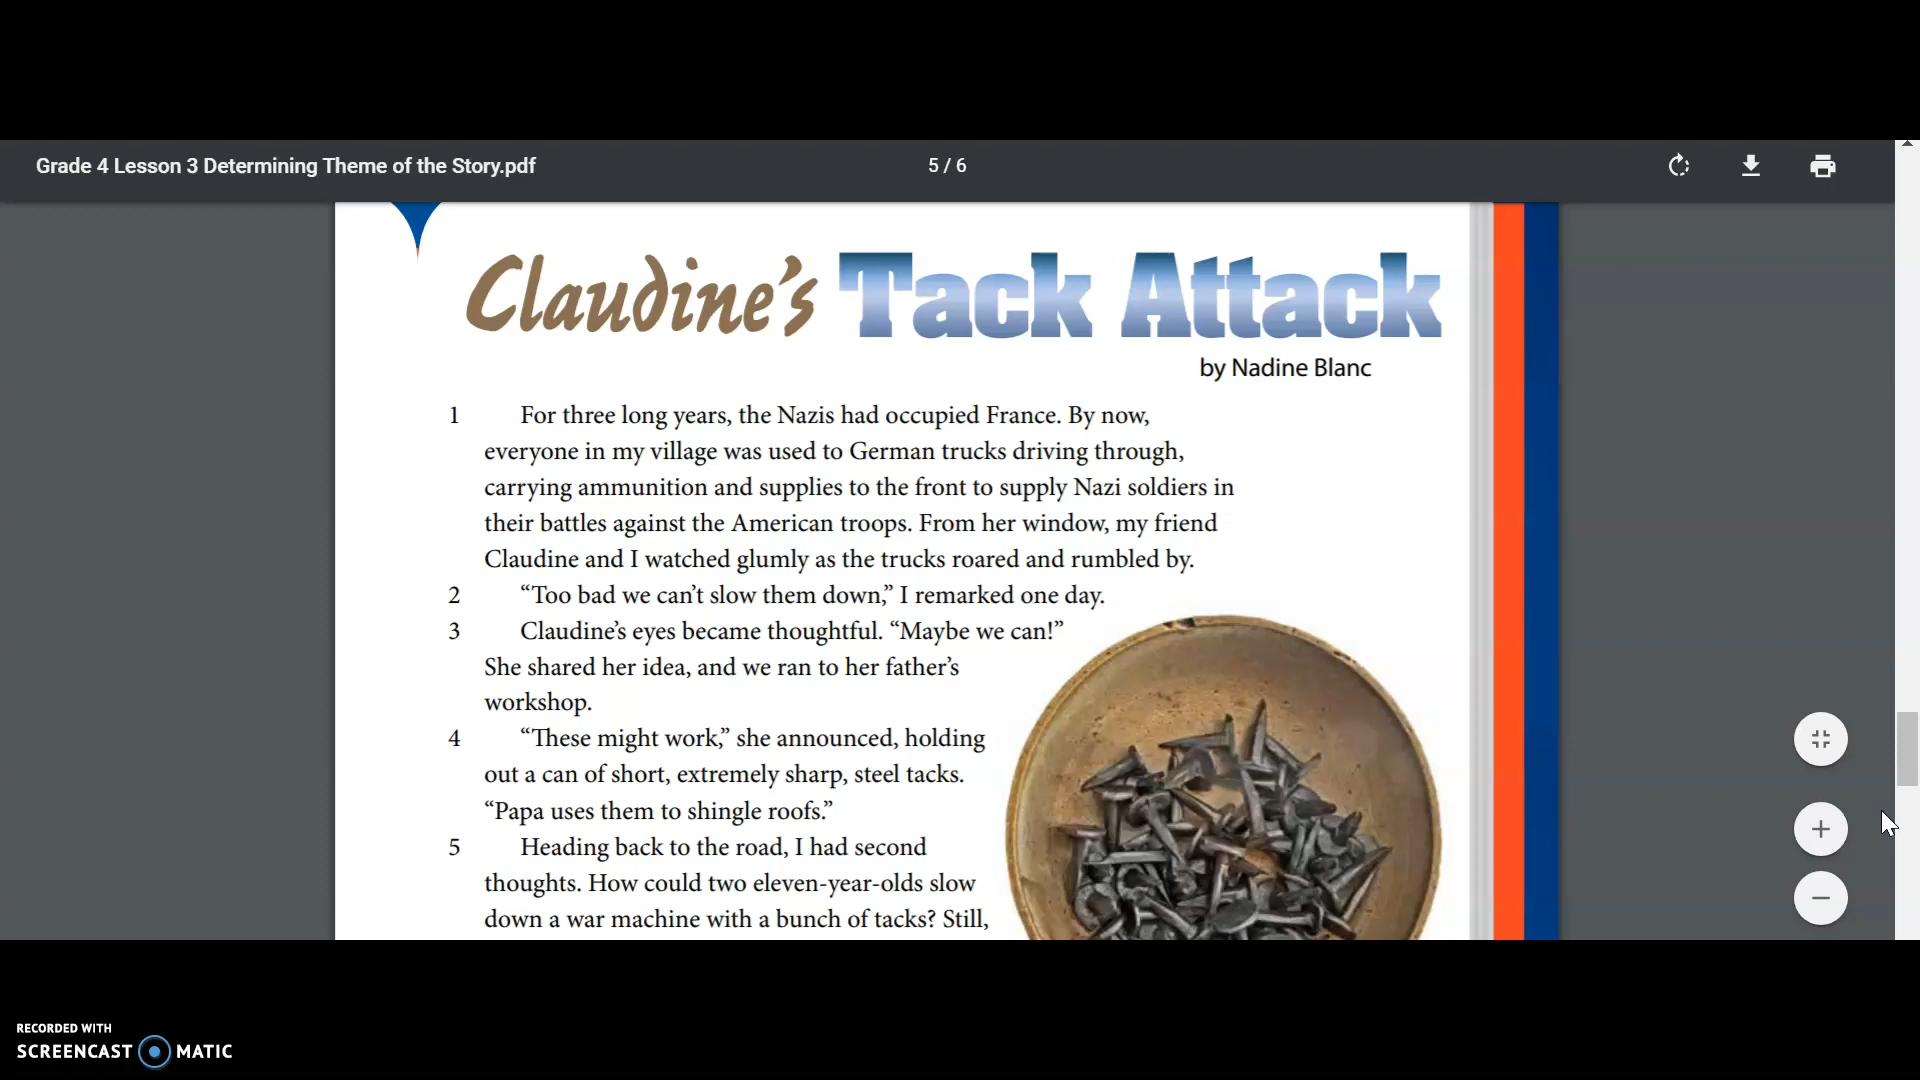 Grade 4 Lesson 3 Determining Theme of the Story.pdf
5 / 6
Claudine’s Tack Attack
by Nadine Blanc
1 For three long years, the Nazis had occupied France. By now,
everyone in my village was used to German trucks driving through,
carrying ammunition and supplies to the front to supply Nazi soldiers in
their battles against the American troops. From her window, my friend
Claudine and I watched glumly as the trucks roared and rumbled by.
2 “Too bad we can’t slow them down,” I remarked one day.
3 Claudine’s eyes became thoughtful. “Maybe we can!”
She shared her idea, and we ran to her father’s
workshop.
4 “These might work,” she announced, holding
out a can of short, extremely sharp, steel tacks.
“Papa uses them to shingle roofs.”
5 Heading back to the road, I had second
thoughts. How could two eleven-year-olds slow
down a war machine with a bunch of tacks? Still,
RECORDED WITH
SCREENCAST MATIC